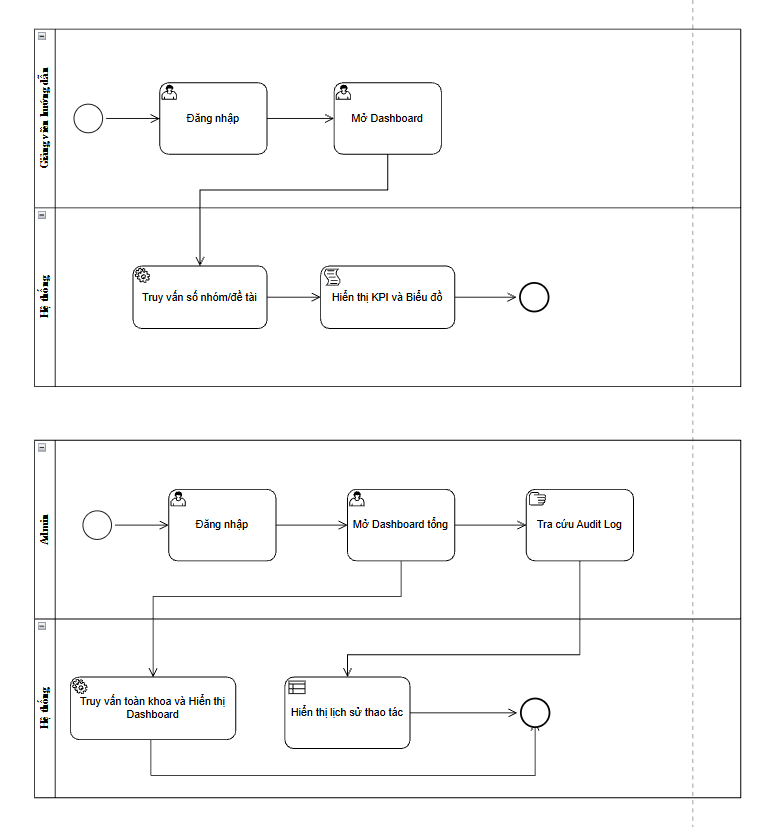 Giảng viên hướng dẫn
Đăng nhập
Mở Dashboard
Hệ thống
Truy vấn số nhóm/đề tài
Hiển thị KPI và Biểu đồ
Admin
Đăng nhập
Mở Dashboard tổng
Tra cứu Audit Log
Hệ thống
Truy vấn toàn khoa và Hiển thị
Dashboard
Hiển thị lịch sử thao tác